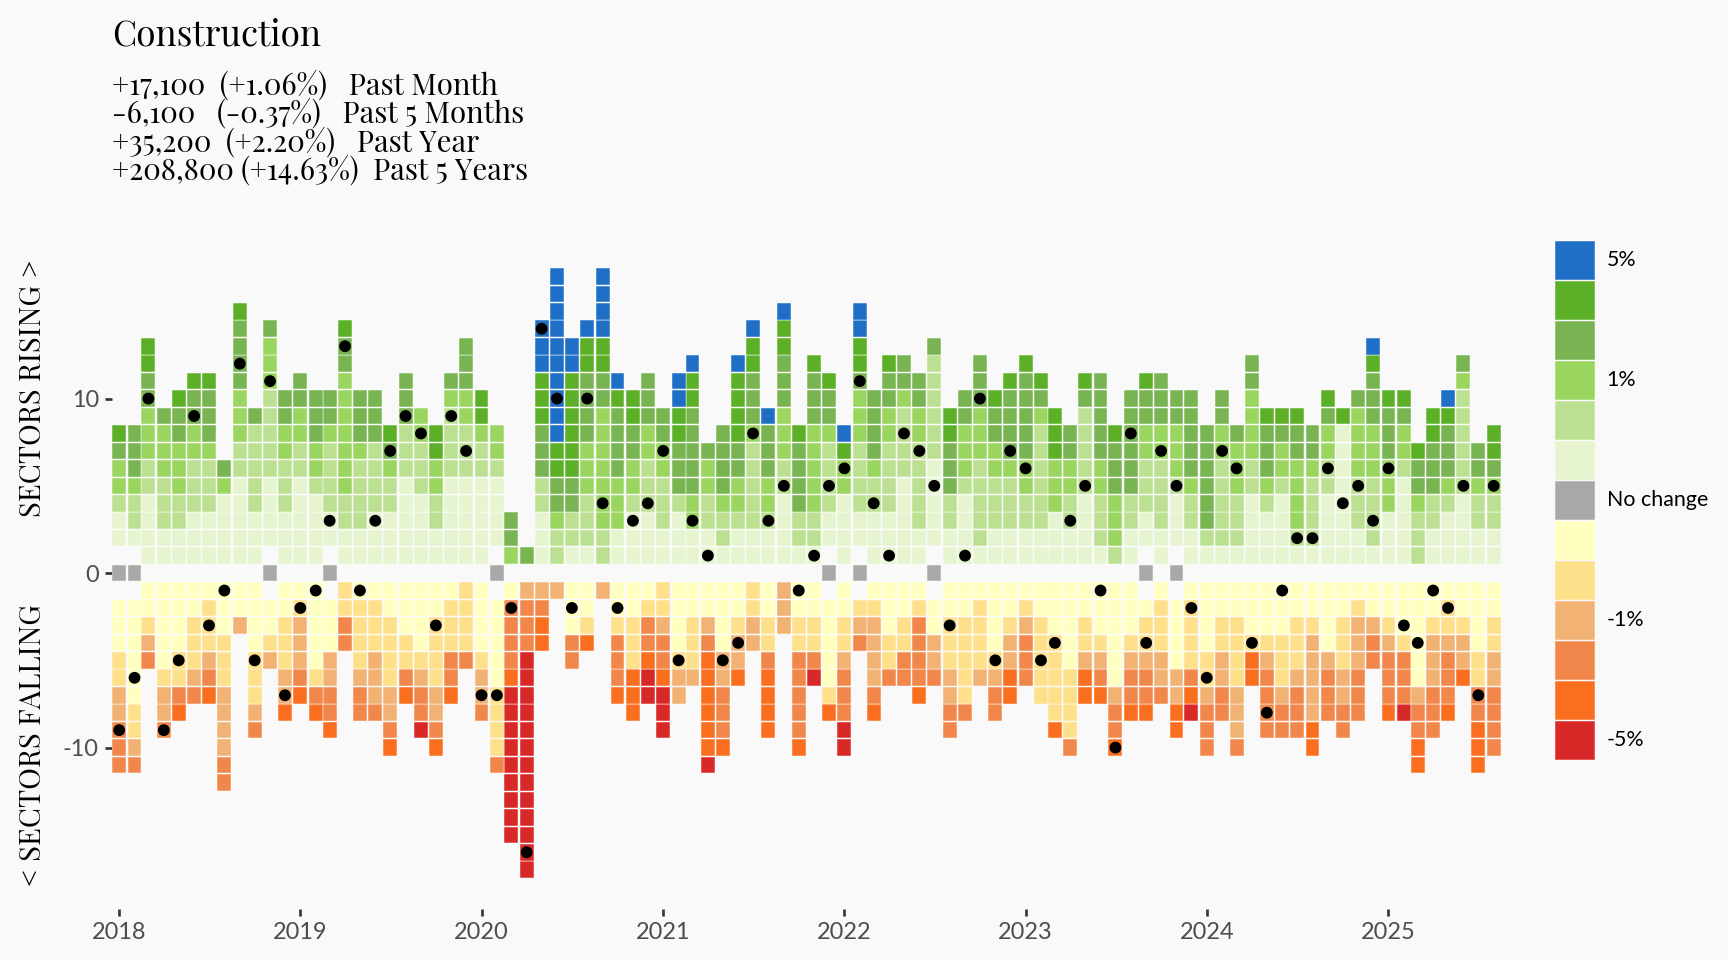 Construction
+17,100 (+1.06%) Past Month
-6,100 (-0.37%) Past 5 Months
+35,200 (+2.20%) Past Year
+208,800 (+14.63%) Past 5 Years
SECTORS RISING >
< SECTORS FALLING
10
0
-10
2018
2019
2020
2021
2022
2023
2024
2025
5%
1%
No change
-1%
-5%